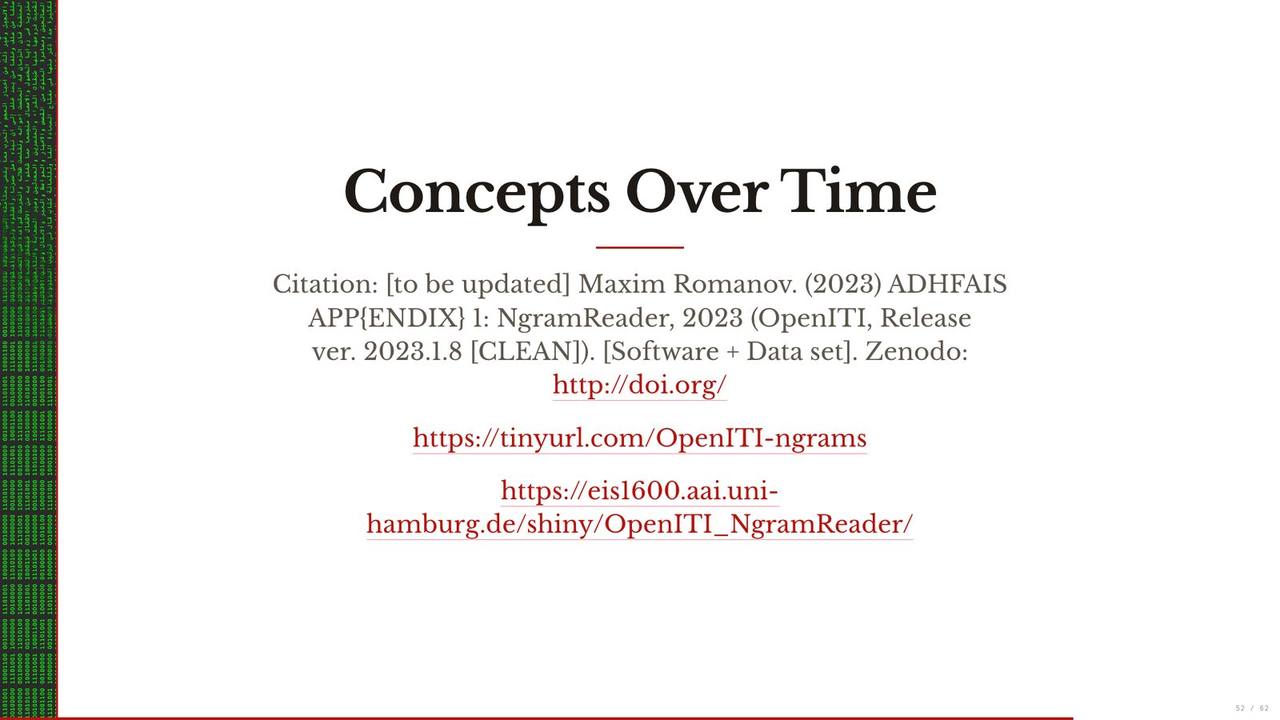 Concepts Over Time
Citation: [to be updated] Maxim Romanov. (2023) ADHFAIS
APP{ENDIX} 1: NgramReader, 2023 (OpenITI, Release
ver. 2023.1.8 [CLEAN]). [Software + Data set]. Zenodo:
http://doi.org/
https://tinyurl.com/OpenITI-ngrams
https://eis1600.aai.uni-
hamburg.de/shiny/OpenITI_NgramReader/
52 / 62